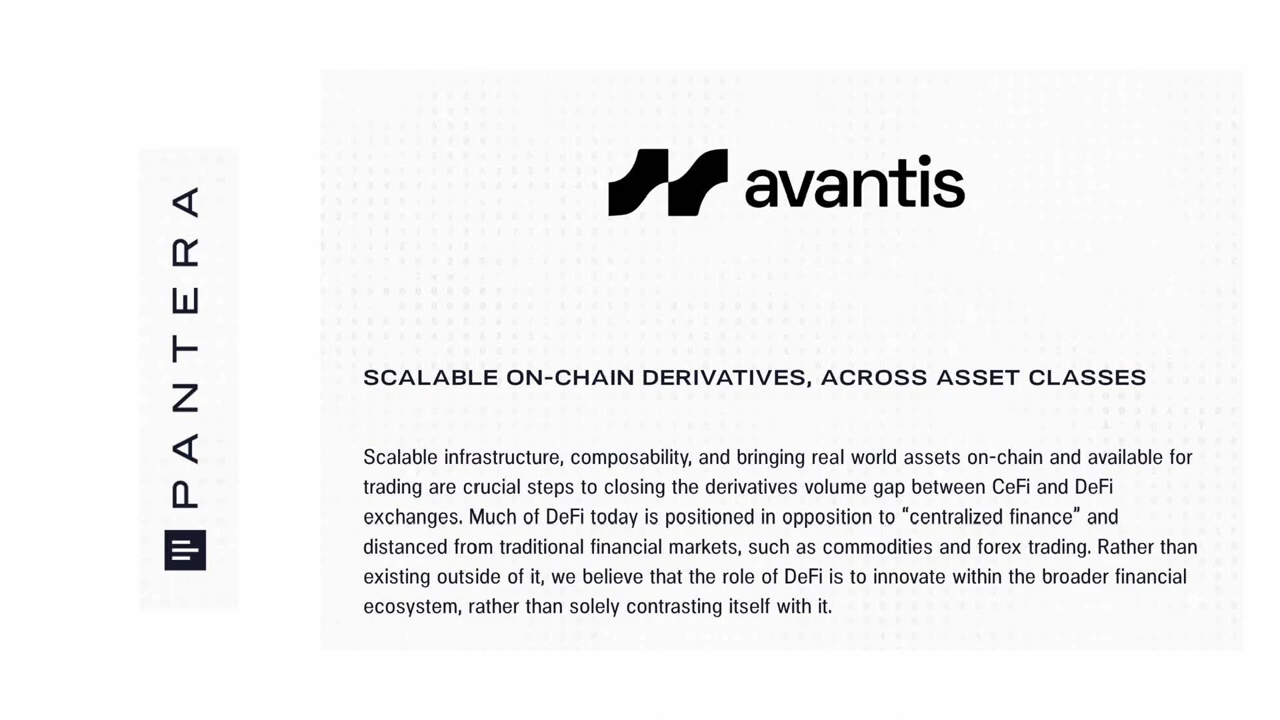 PANTERA
avantis
SCALABLE ON-CHAIN DERIVATIVES, ACROSS ASSET CLASSES
Scalable infrastructure, composability, and bringing real world assets on-chain and available for
trading are crucial steps to closing the derivatives volume gap between CeFi and DeFi
exchanges. Much of DeFi today is positioned in opposition to “centralized finance” and
distanced from traditional financial markets, such as commodities and forex trading. Rather than
existing outside of it, we believe that the role of DeFi is to innovate within the broader financial
ecosystem, rather than solely contrasting itself with it.